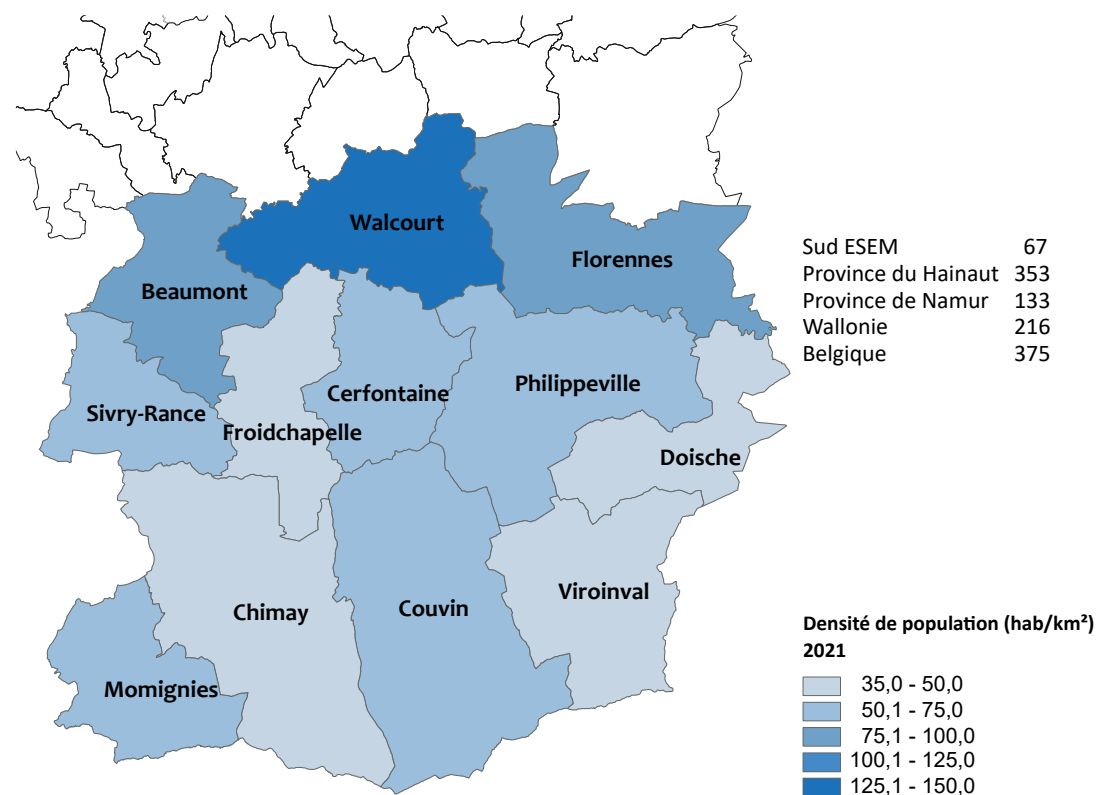 Walcourt
Florennes
Beaumont
Sud ESEM 67
Province du Hainaut 353
Province de Namur 133
Wallonie 216
Belgique 375
Philippeville
Cerfontaine
Sivry-Rance
Froidchapelle
Doische
Viroinval
Couvin
Chimay
Momignies
Densité de population (hab/km²)
2021
35,0 - 50,0
50,1 - 75,0
75,1 - 100,0
100,1 - 125,0
125,1 - 150,0